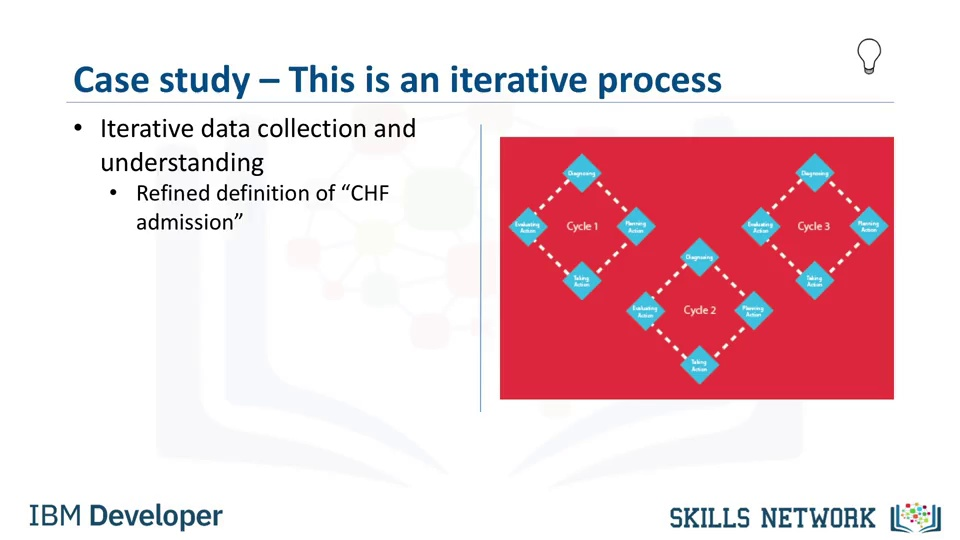 Case study – This is an iterative process
• Iterative data collection and
understanding
• Refined definition of “CHF
admission”
Diagnosing
Evaluating
Action
Cycle 1
Planning
Action
Taking
Action
Diagnosing
Evaluating
Action
Cycle 2
Planning
Action
Taking
Action
Diagnosing
Evaluating
Action
Cycle 3
Planning
Action
Taking
Action
IBM Developer
SKILLS NETWORK